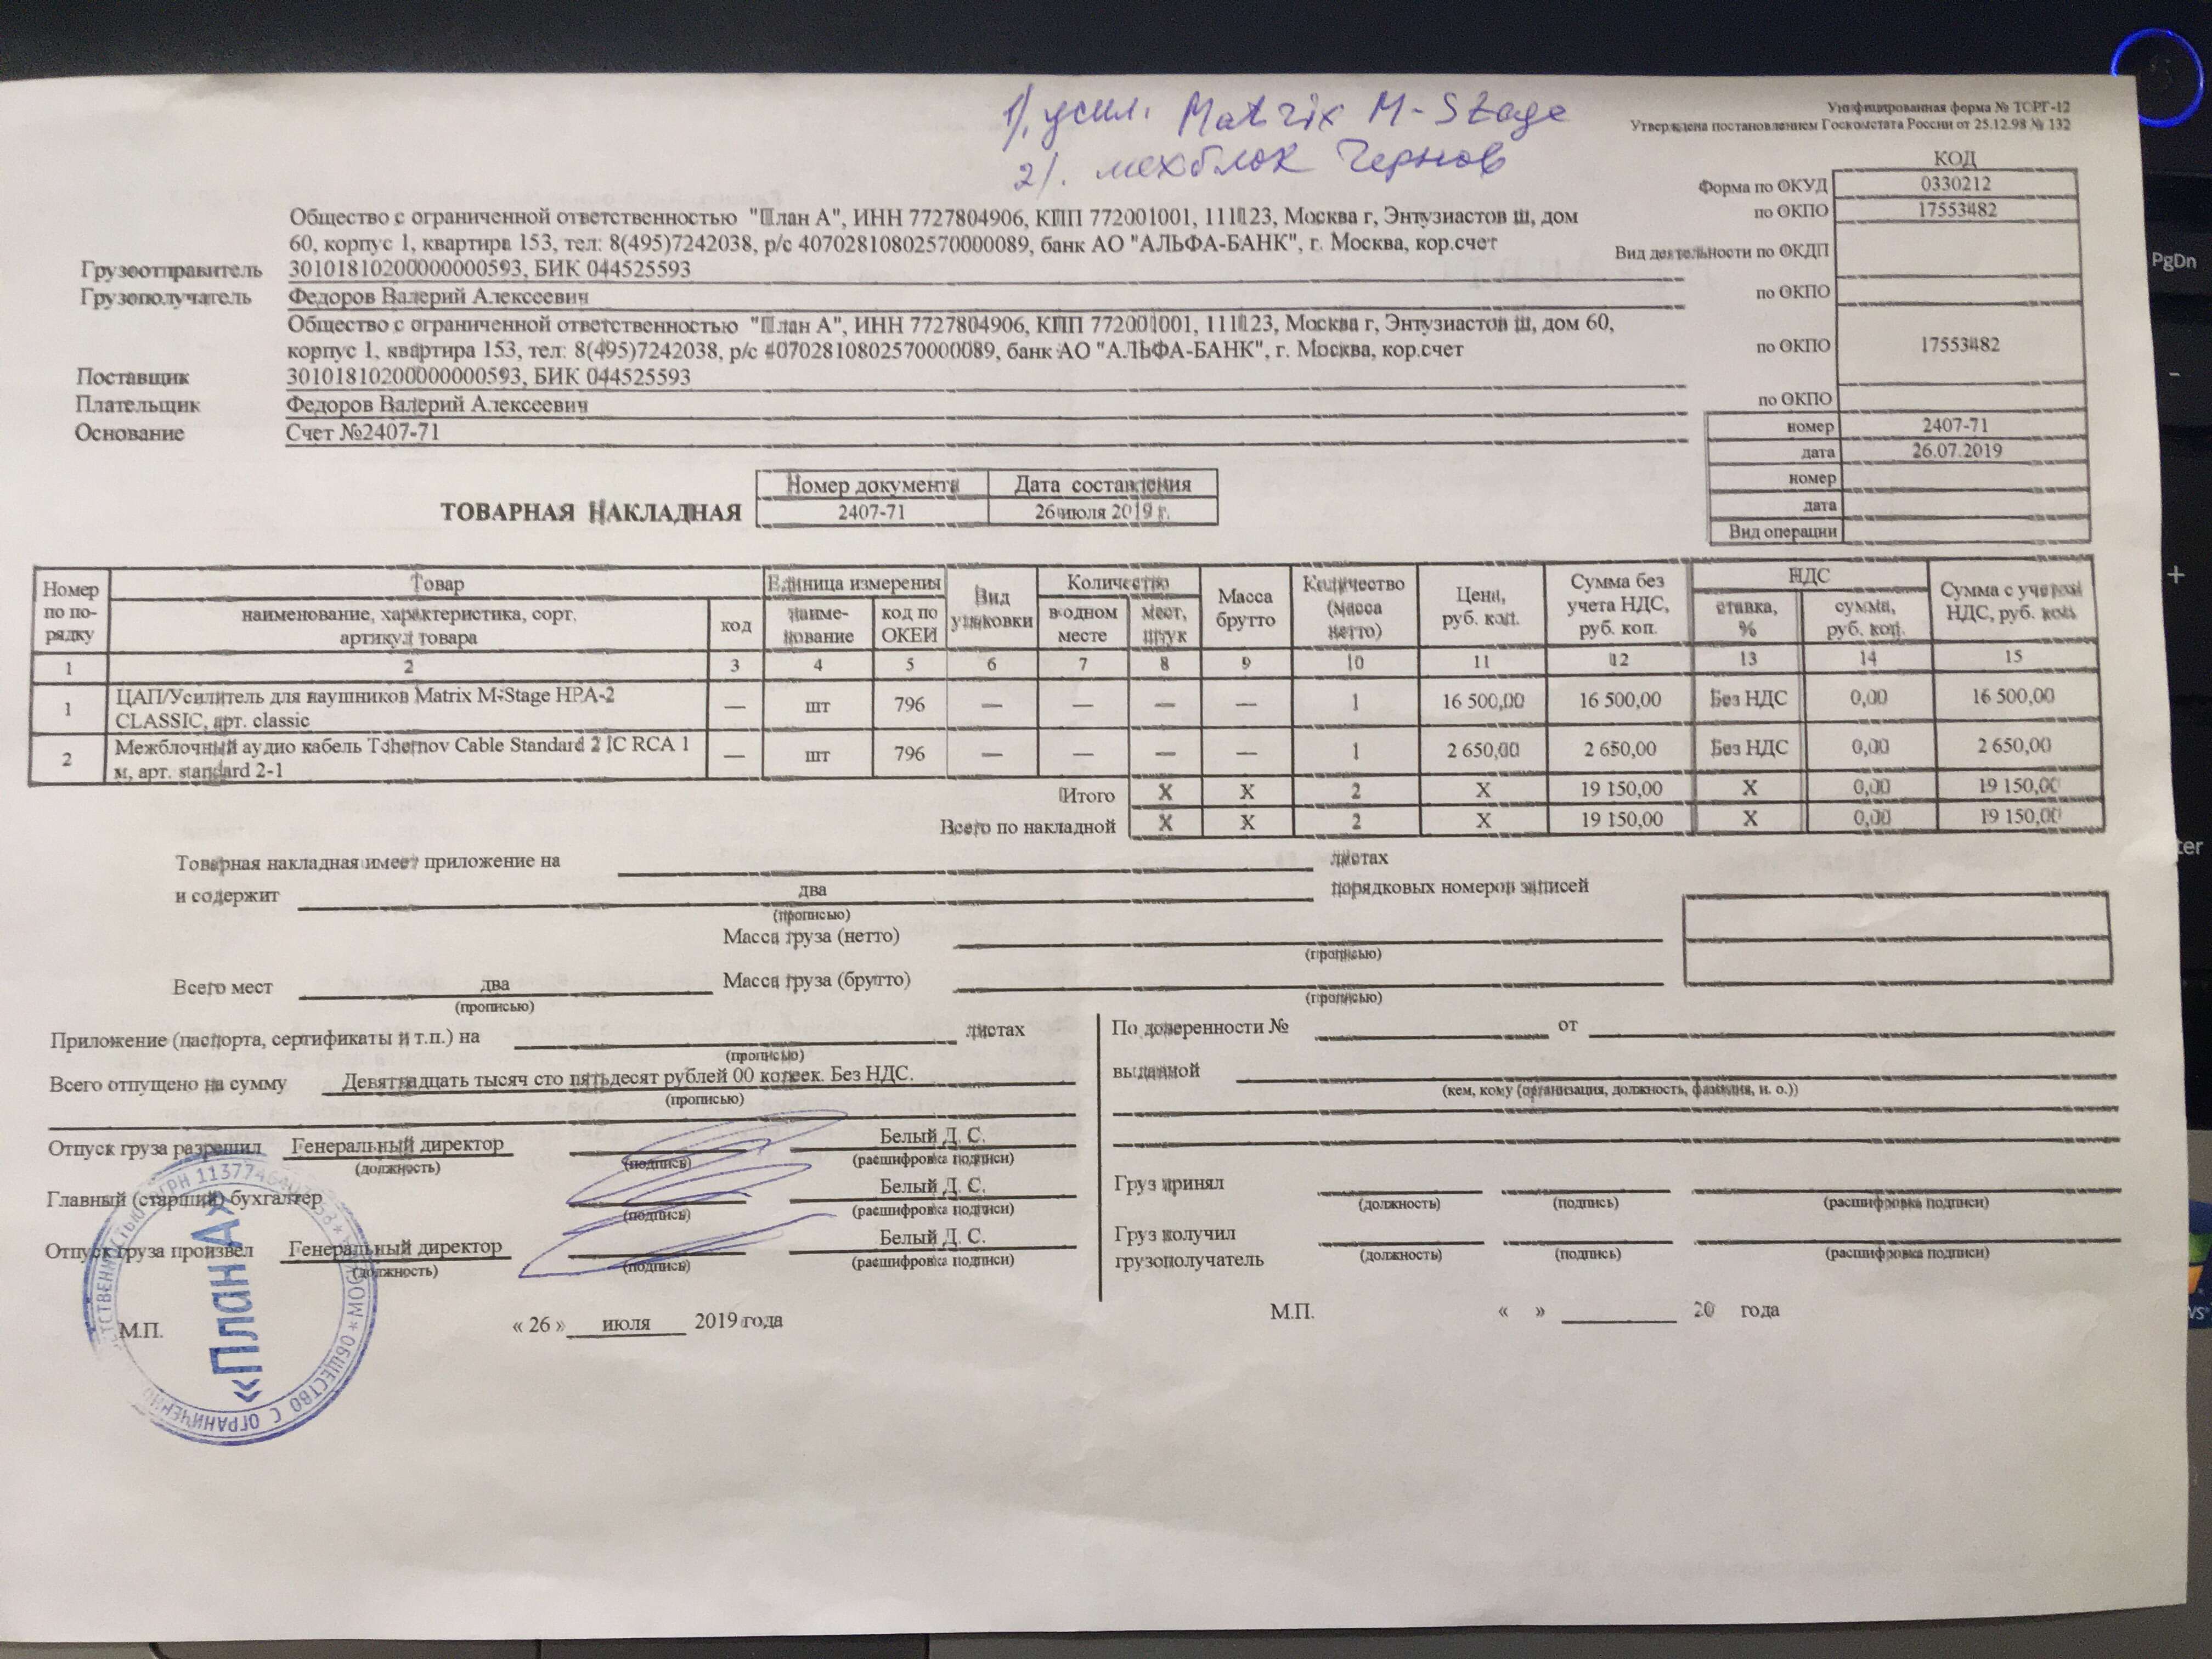 1). усил. Matrix M-Stage
2). межблок Чернов
Унифицированная форма № ТОРГ-12
Утверждена постановлением Госкомстата России от 25.12.98 № 132
КОД
Форма по ОКУД 0330212
по ОКПО 17553482
Вид деятельности по ОКДП
Общество с ограниченной ответственностью "План А", ИНН 7727804906, КПП 772001001, 111123, Москва г, Энтузиастов ш, дом
60, корпус 1, квартира 153, тел: 8(495)7242038, р/с 40702810802570000089, банк АО "АЛЬФА-БАНК", г. Москва, кор.счет
Грузоотправитель 30101810200000000593, БИК 044525593
Грузополучатель Федоров Валерий Алексеевич по ОКПО
Общество с ограниченной ответственностью "План А", ИНН 7727804906, КПП 772001001, 111123, Москва г, Энтузиастов ш, дом 60,
корпус 1, квартира 153, тел: 8(495)7242038, р/с 40702810802570000089, банк АО "АЛЬФА-БАНК", г. Москва, кор.счет по ОКПО 17553482
Поставщик 30101810200000000593, БИК 044525593
Плательщик Федоров Валерий Алексеевич по ОКПО
Основание Счет №2407-71 номер 2407-71
дата 26.07.2019
номер
дата
Вид операции
Номер документа Дата составления
ТОВАРНАЯ НАКЛАДНАЯ 2407-71 26 июля 2019 г.
Номер по по-рядку Товар Единица измерения Вид упаковки Количество Масса брутто Количество (масса нетто) Цена, руб. коп. Сумма без учета НДС, руб. коп. НДС Сумма с учетом НДС, руб. коп.
наименование, характеристика, сорт, артикул товара код наиме-нование код по ОКЕИ в одном месте мест, штук ставка, % сумма, руб. коп.
1 2 3 4 5 6 7 8 9 10 11 12 13 14 15
1 ЦАП/Усилитель для наушников Matrix M-Stage HPA-2 CLASSIC, арт. classic — шт 796 — — — — 1 16 500,00 16 500,00 Без НДС 0,00 16 500,00
2 Межблочный аудио кабель Tchernov Cable Standard 2 IC RCA 1 м, арт. standard 2-1 — шт 796 — — — — 1 2 650,00 2 650,00 Без НДС 0,00 2 650,00
Итого X X 2 X 19 150,00 X 0,00 19 150,00
Всего по накладной X X 2 X 19 150,00 X 0,00 19 150,00
Товарная накладная имеет приложение на листах
и содержит два порядковых номеров записей
(прописью)
Масса груза (нетто)
(прописью)
Всего мест два Масса груза (брутто)
(прописью) (прописью)
Приложение (паспорта, сертификаты и т.п.) на листах
(прописью)
Всего отпущено на сумму Девятнадцать тысяч сто пятьдесят рублей 00 копеек. Без НДС.
(прописью)
Отпуск груза разрешил Генеральный директор Белый Д. С.
(должность) (подпись) (расшифровка подписи)
Главный (старший) бухгалтер Белый Д. С.
(подпись) (расшифровка подписи)
Отпуск груза произвел Генеральный директор Белый Д. С.
(должность) (подпись) (расшифровка подписи)
М.П. « 26 » июля 2019 года
По доверенности № от
выданной
(кем, кому (организация, должность, фамилия, и. о.))
Груз принял
(должность) (подпись) (расшифровка подписи)
Груз получил
грузополучатель
(должность) (подпись) (расшифровка подписи)
М.П. « » 20 года
«План А»
ОБЩЕСТВО С ОГРАНИЧЕННО
PgDn
-
+
ter